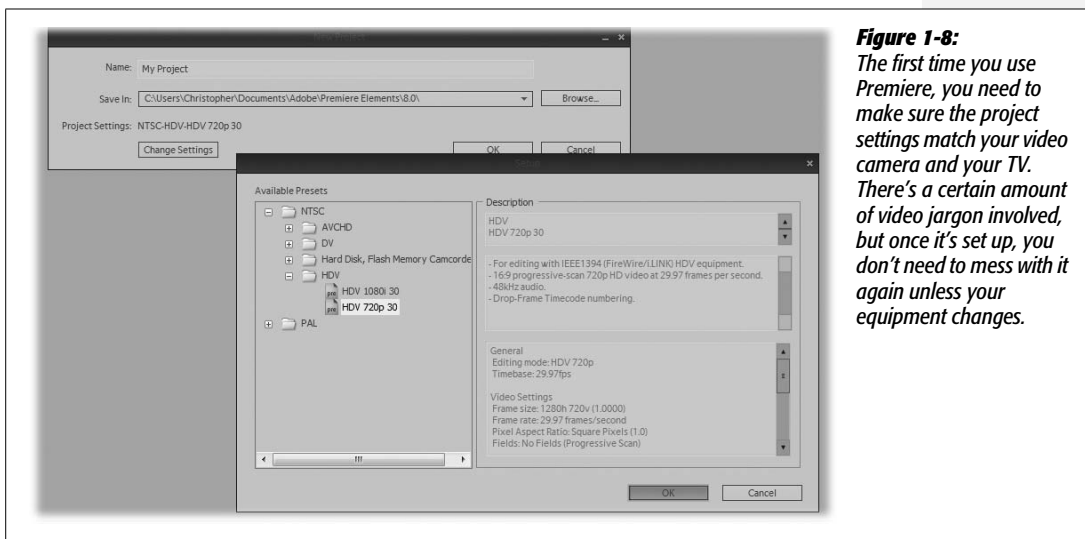 New Project
Name: My Project
Save In: C:\Users\Christopher\Documents\Adobe\Premiere Elements\8.0\ Browse...
Project Settings: NTSC-HDV-HDV 720p 30
Change Settings OK Cancel
Setup
Available Presets
NTSC
AVCHD
DV
Hard Disk, Flash Memory Camcorde
HDV
HDV 1080i 30
HDV 720p 30
PAL
Description
HDV
HDV 720p 30
- For editing with IEEE1394 (FireWire/i.LINK) HDV equipment.
- 16:9 progressive-scan 720p HD video at 29.97 frames per second.
- 48kHz audio.
- Drop-Frame Timecode numbering.
General
Editing mode: HDV 720p
Timebase: 29.97fps
Video Settings
Frame size: 1280h 720v (1.0000)
Frame rate: 29.97 frames/second
Pixel Aspect Ratio: Square Pixels (1.0)
Fields: No Fields (Progressive Scan)
OK Cancel
Figure 1-8:
The first time you use
Premiere, you need to
make sure the project
settings match your video
camera and your TV.
There's a certain amount
of video jargon involved,
but once it's set up, you
don't need to mess with it
again unless your
equipment changes.